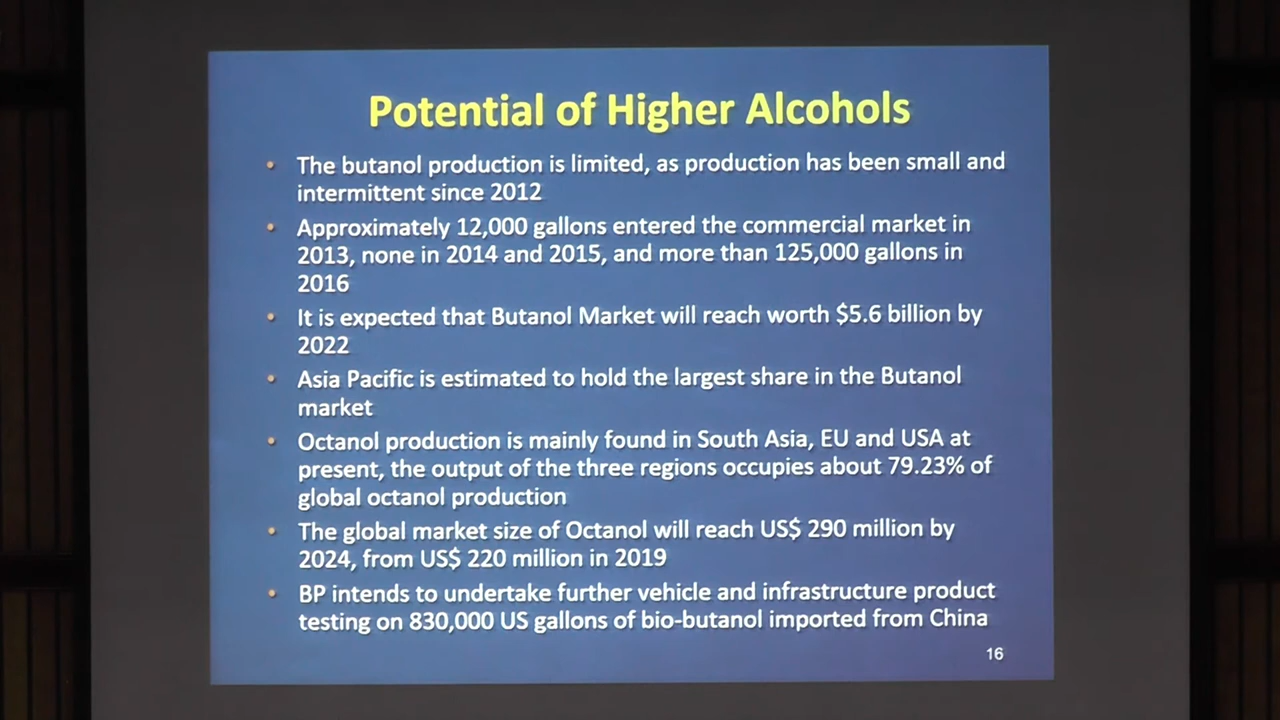 Potential of Higher Alcohols
• The butanol production is limited, as production has been small and
intermittent since 2012
• Approximately 12,000 gallons entered the commercial market in
2013, none in 2014 and 2015, and more than 125,000 gallons in
2016
• It is expected that Butanol Market will reach worth $5.6 billion by
2022
• Asia Pacific is estimated to hold the largest share in the Butanol
market
• Octanol production is mainly found in South Asia, EU and USA at
present, the output of the three regions occupies about 79.23% of
global octanol production
• The global market size of Octanol will reach US$ 290 million by
2024, from US$ 220 million in 2019
• BP intends to undertake further vehicle and infrastructure product
testing on 830,000 US gallons of bio-butanol imported from China
16